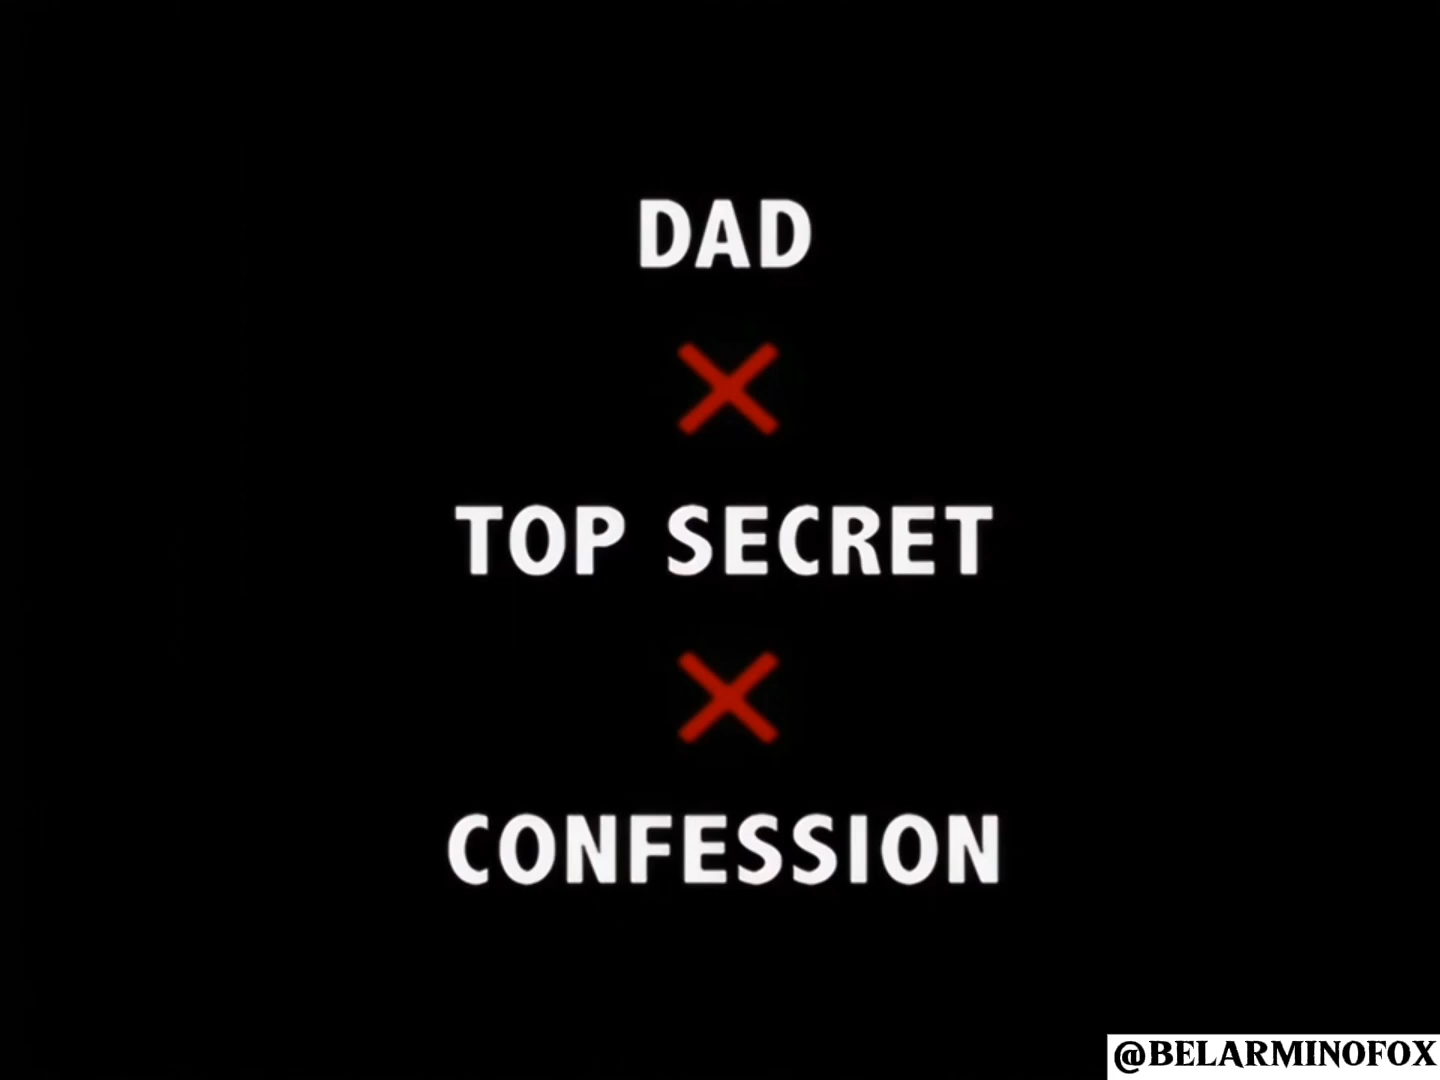 DAD
×
TOP SECRET
×
CONFESSION
@BELARMINOFOX